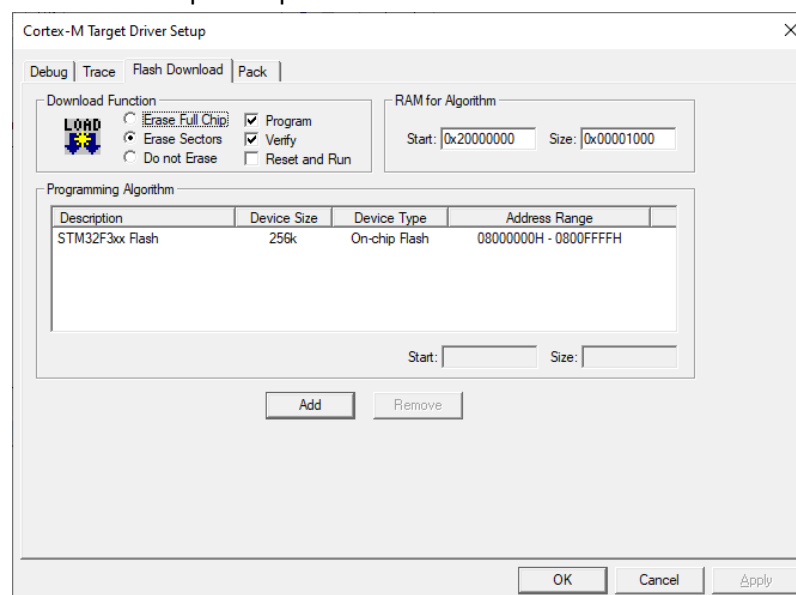 Cortex-M Target Driver Setup
Debug Trace Flash Download Pack
Download Function
LOAD
Erase Full Chip
Erase Sectors
Do not Erase
Program
Verify
Reset and Run
RAM for Algorithm
Start: 0x20000000 Size: 0x00001000
Programming Algorithm
Description Device Size Device Type Address Range
STM32F3xx Flash 256k On-chip Flash 08000000H - 0800FFFFH
Start: Size:
Add Remove
OK Cancel Apply